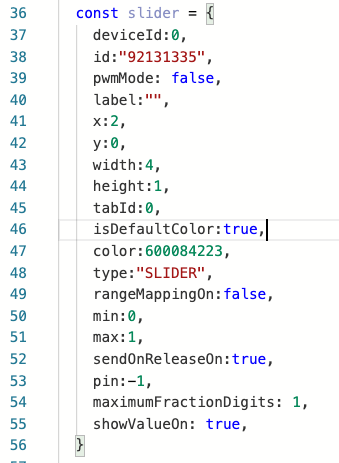 36 const slider = {
37 deviceId:0,
38 id:"92131335",
39 pwmMode: false,
40 label:"",
41 x:2,
42 y:0,
43 width:4,
44 height:1,
45 tabId:0,
46 isDefaultColor:true,
47 color:600084223,
48 type:"SLIDER",
49 rangeMappingOn:false,
50 min:0,
51 max:1,
52 sendOnReleaseOn:true,
53 pin:-1,
54 maximumFractionDigits: 1,
55 showValueOn: true,
56 }